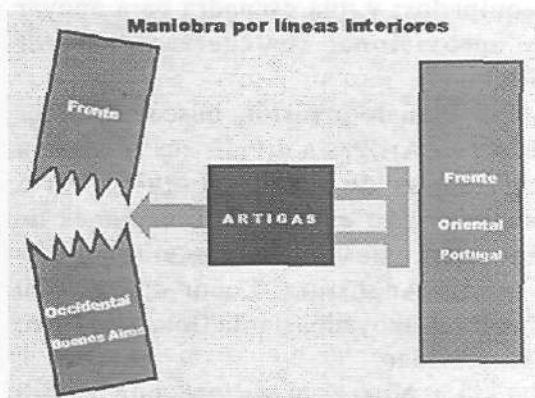 Maniobra por líneas interiores
Frente
Occidental
Buenos Aires
ARTIGAS
Frente
Oriental
Portugal